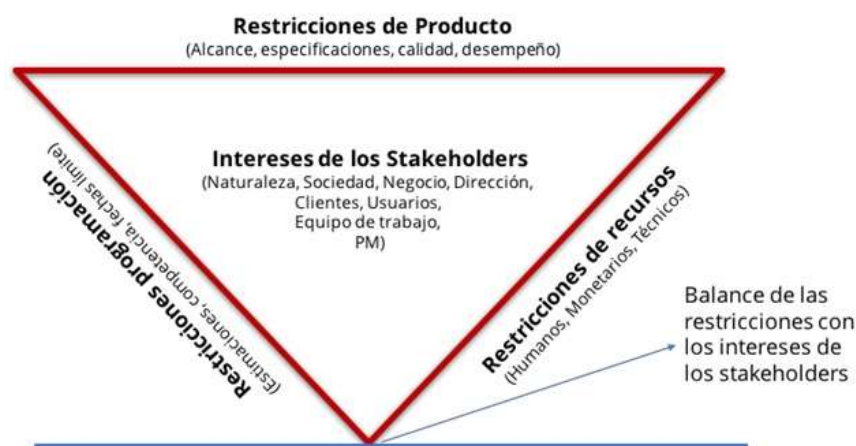 Restricciones de Producto
(Alcance, especificaciones, calidad, desempeño)
Intereses de los Stakeholders
(Naturaleza, Sociedad, Negocio, Dirección,
Clientes, Usuarios,
Equipo de trabajo,
PM)
Restricciones programación
(Estimaciones, competencia, fechas límite)
Restricciones de recursos
(Humanos, Monetarios, Técnicos)
Balance de las
restricciones con
los intereses de
los stakeholders